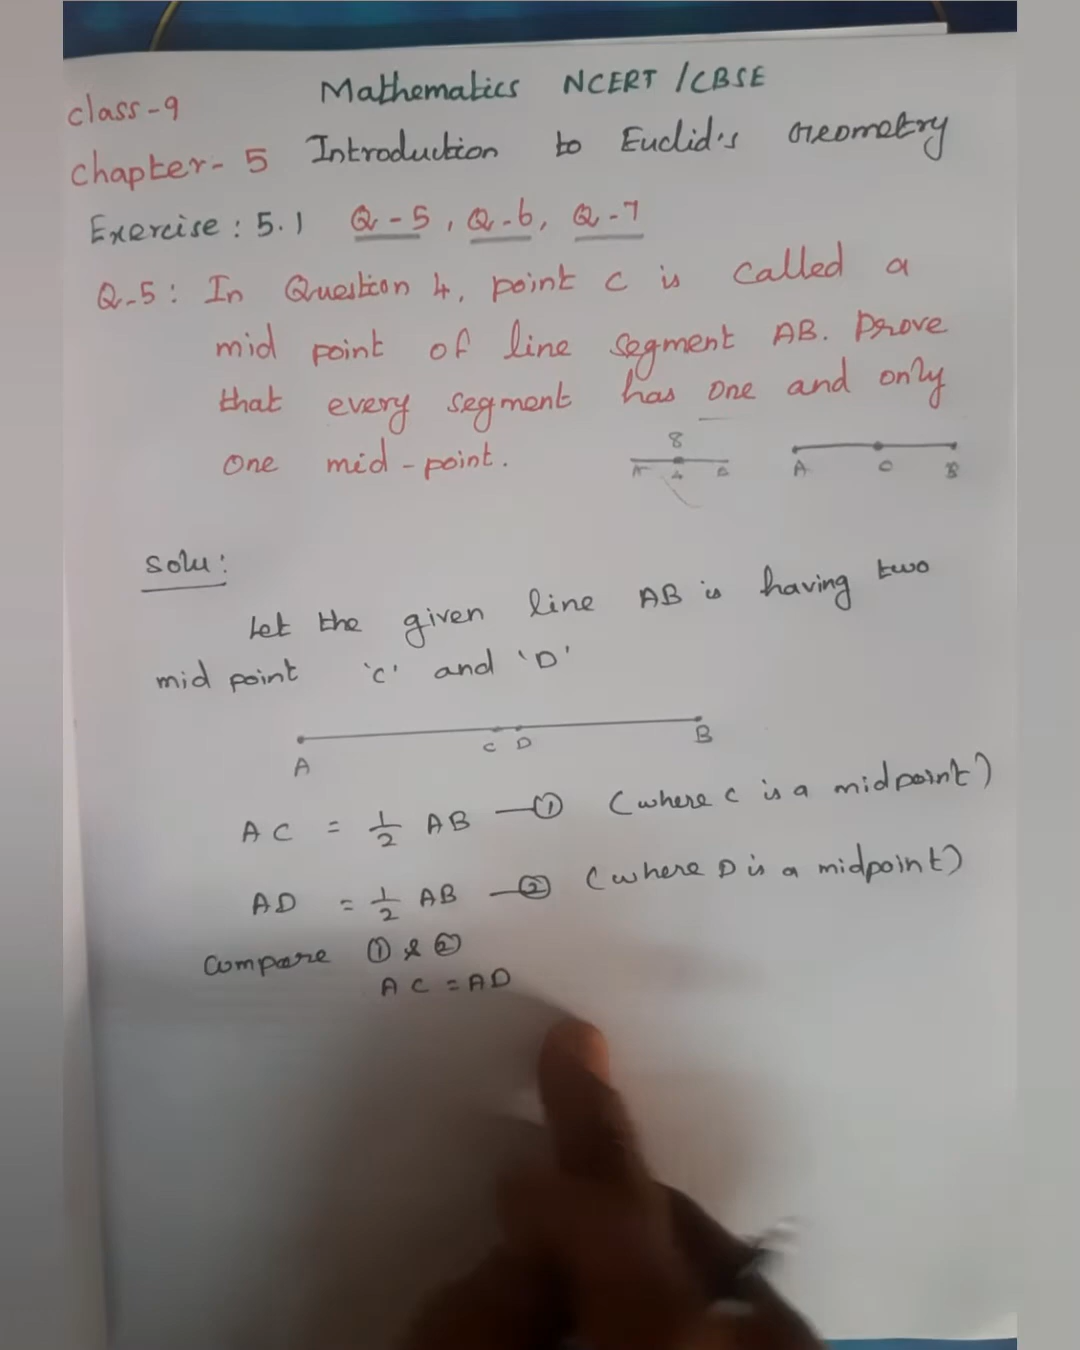 Mathematics NCERT /CBSE
class-9
chapter- 5 Introduction to Euclid's Geometry
Exercise: 5.1 Q-5, Q-6, Q-7
Q-5: In Question 4, point C is called a
mid point of line segment AB. Prove
that every segment has one and only
one mid-point.
8
A 4 B
A C B
Solu:
Let the given line AB is having two
mid point 'C' and 'D'
A C D B
AC = 1/2 AB —① (where C is a midpoint)
AD = 1/2 AB —② (where D is a midpoint)
Compare ① & ②
AC = AD